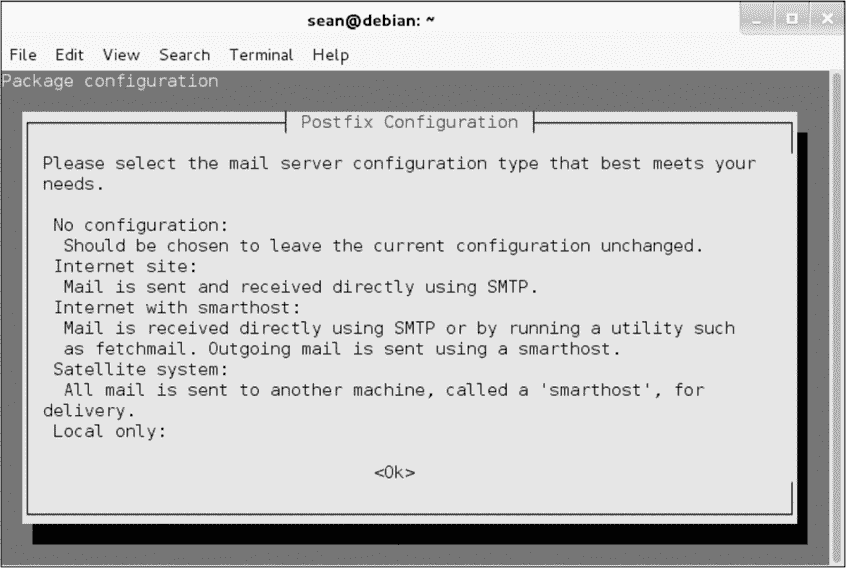 sean@debian: ~
File Edit View Search Terminal Help
Package configuration
Postfix Configuration
Please select the mail server configuration type that best meets your
needs.
No configuration:
Should be chosen to leave the current configuration unchanged.
Internet site:
Mail is sent and received directly using SMTP.
Internet with smarthost:
Mail is received directly using SMTP or by running a utility such
as fetchmail. Outgoing mail is sent using a smarthost.
Satellite system:
All mail is sent to another machine, called a 'smarthost', for
delivery.
Local only:
<Ok>